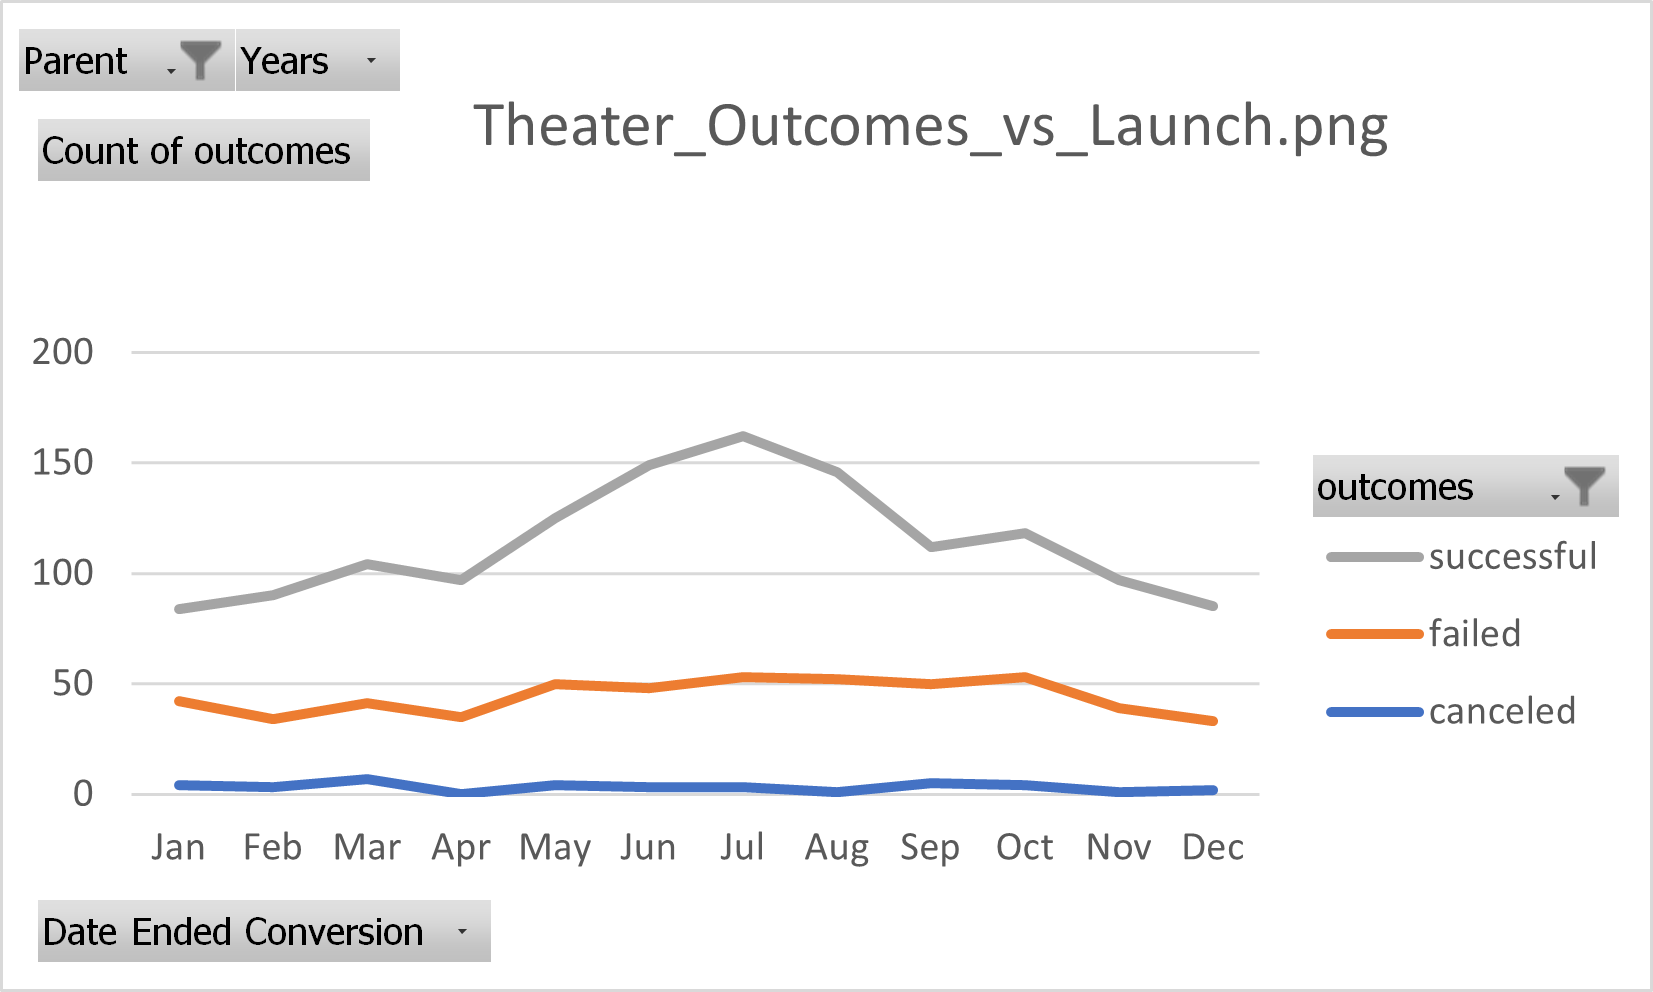 Parent Years
Count of outcomes
Theater_Outcomes_vs_Launch.png
200
150
100
50
0
Jan Feb Mar Apr May Jun Jul Aug Sep Oct Nov Dec
outcomes
successful
failed
canceled
Date Ended Conversion